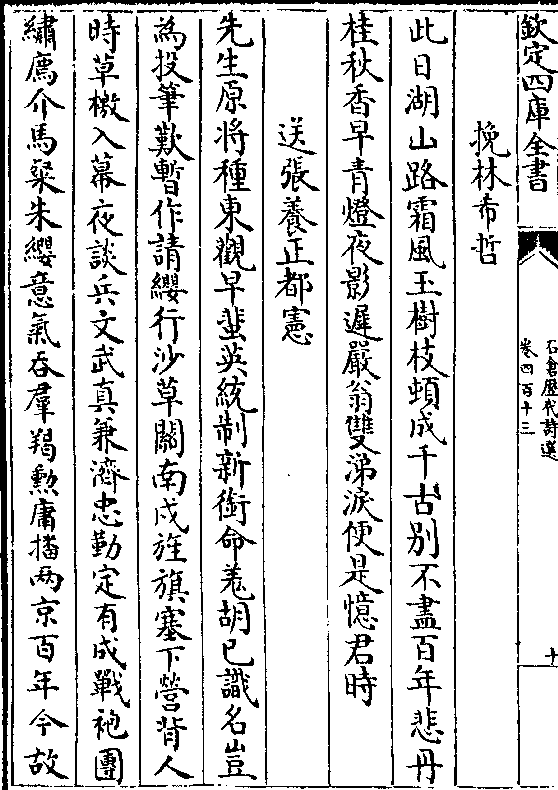 欽定四庫全書
石倉歷代詩選
卷四百十三
十
挽林希哲
此日湖山路霜風玉樹枝頓成千古别不盡百年悲丹
桂秋香早青燈夜影遲嚴翁雙涕淚便是憶君時
送張養正都憲
先生原将種東觀早蜚英統制新銜命羗胡已識名豈
為投筆歎暫作請纓行沙草關南戍旌旗塞下營背人
時草檄入幕夜談兵文武真兼濟忠勤定有成戰袍團
繡鴈介馬粲朱纓意氣吞羣羯勲庸播两京百年今故